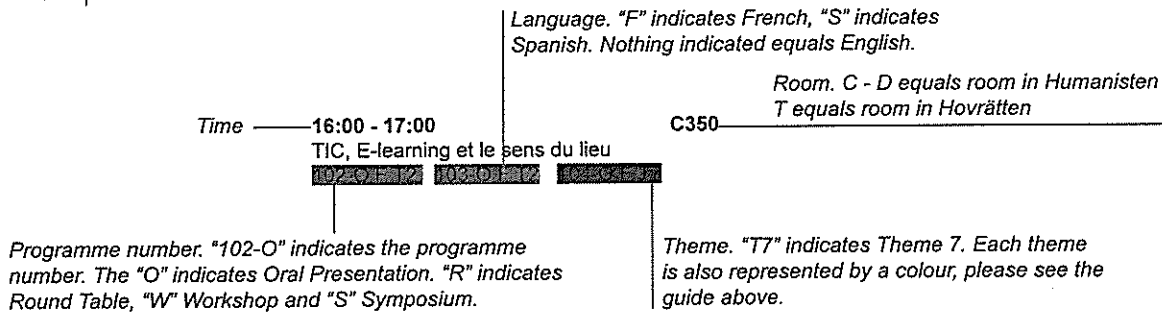 Language. "F" indicates French, "S" indicates
Spanish. Nothing indicated equals English.
Room. C - D equals room in Humanisten
T equals room in Hovrätten
Time
16:00 - 17:00
C350
TIC, E-learning et le sens du lieu
102-O F T2 103-O F T2
Programme number. "102-O" indicates the programme
number. The "O" indicates Oral Presentation. "R" indicates
Round Table, "W" Workshop and "S" Symposium.
Theme. "T7" indicates Theme 7. Each theme
is also represented by a colour, please see the
guide above.